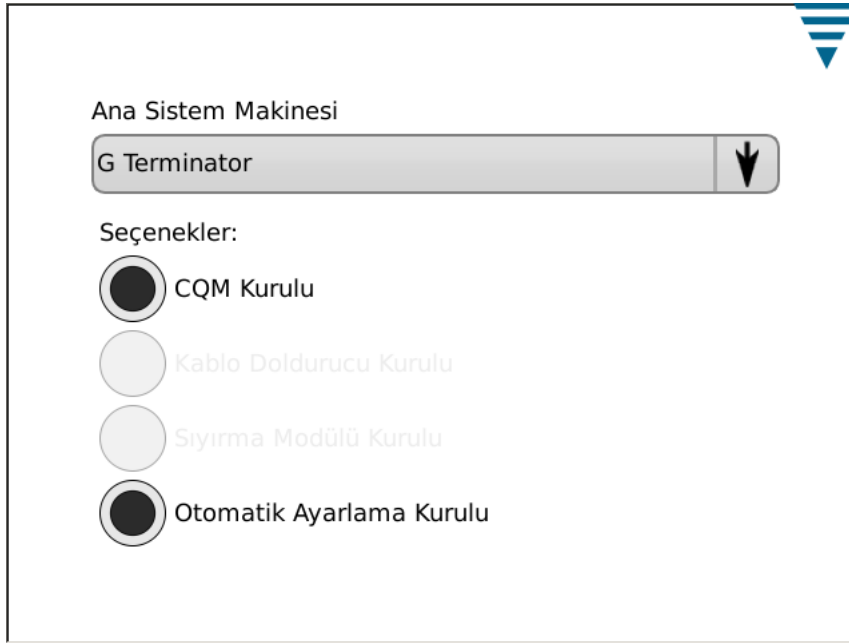 Ana Sistem Makinesi
G Terminator
Seçenekler:
CQM Kurulu
Kablo Doldurucu Kurulu
Sıyırma Modülü Kurulu
Otomatik Ayarlama Kurulu